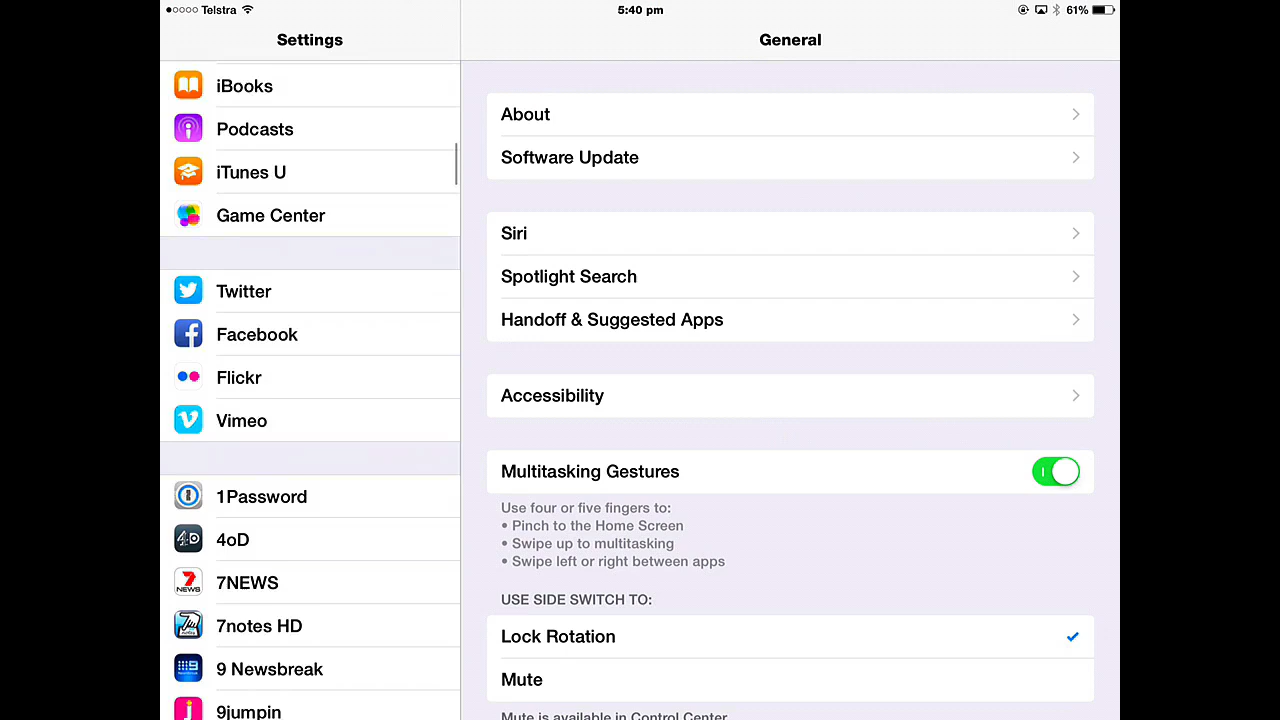 Telstra
5:40 pm
61%
Settings
General
iBooks
Podcasts
iTunes U
Game Center
Twitter
Facebook
Flickr
Vimeo
1Password
4oD
7NEWS
7notes HD
9 Newsbreak
9jumpin
About
Software Update
Siri
Spotlight Search
Handoff & Suggested Apps
Accessibility
Multitasking Gestures
Use four or five fingers to:
• Pinch to the Home Screen
• Swipe up to multitasking
• Swipe left or right between apps
USE SIDE SWITCH TO:
Lock Rotation
Mute
Mute is available in Control Center